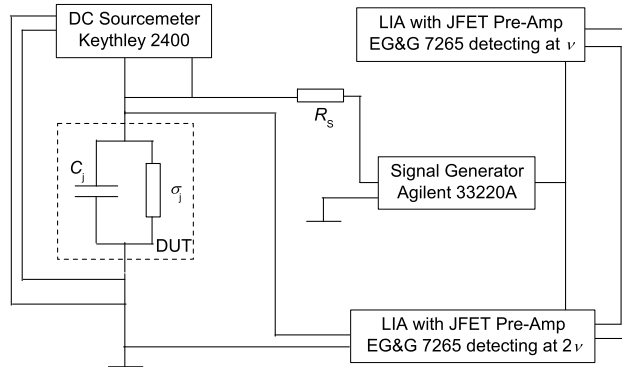 DC Sourcemeter
Keythley 2400
LIA with JFET Pre-Amp
EG&G 7265 detecting at ν
R_S
C_j
σ_j
DUT
Signal Generator
Agilent 33220A
LIA with JFET Pre-Amp
EG&G 7265 detecting at 2ν